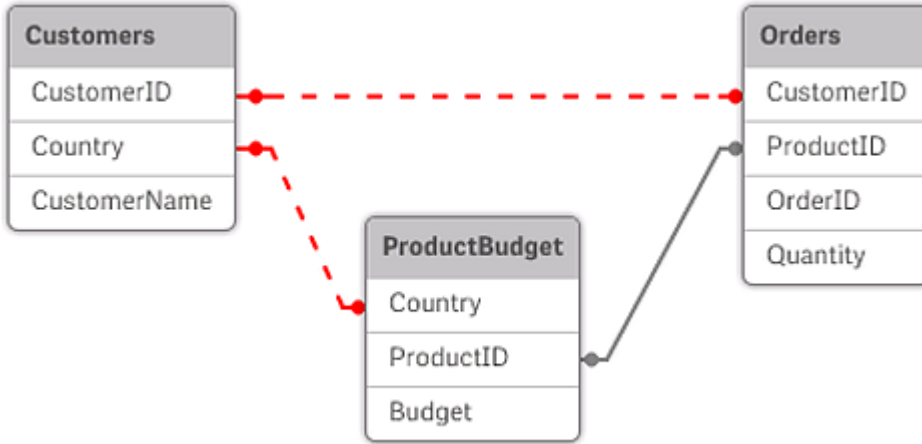 Customers
CustomerID
Country
CustomerName
ProductBudget
Country
ProductID
Budget
Orders
CustomerID
ProductID
OrderID
Quantity